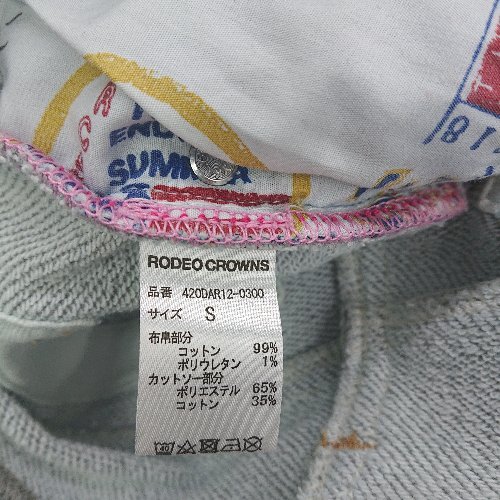 SUMM
RODEO CROWNS
品番 420DAR12-0300
サイズ S
布帛部分
コットン 99%
ポリウレタン 1%
カットソー部分
ポリエステル 65%
コットン 35%